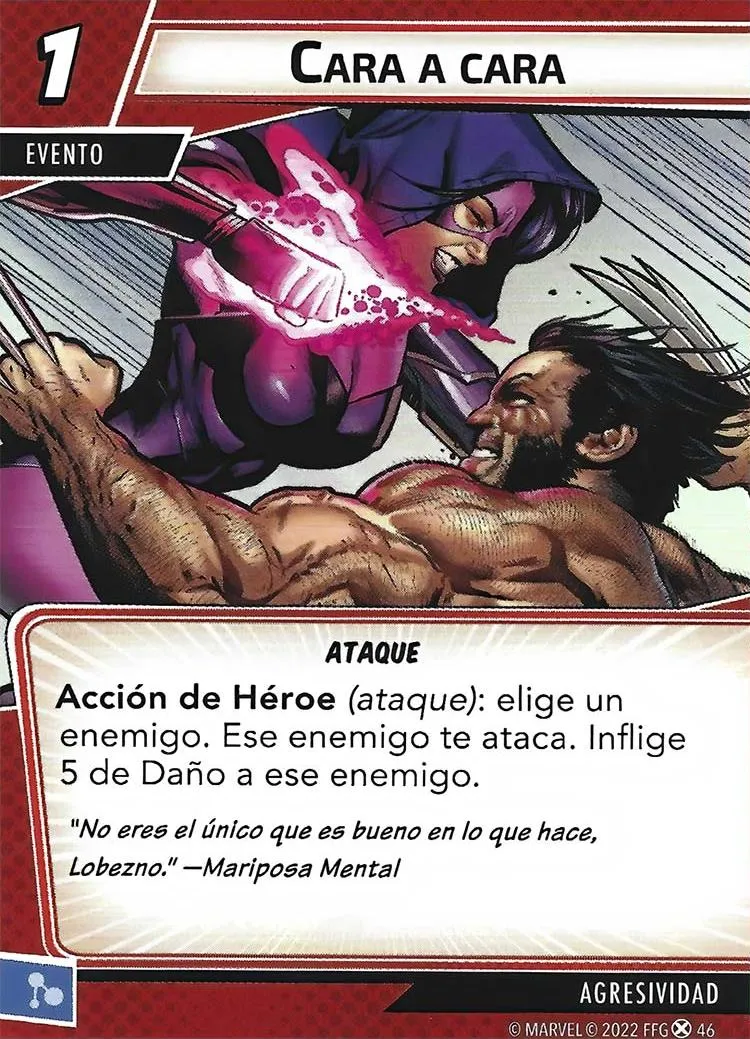 1
CARA A CARA
EVENTO
ATAQUE
Acción de Héroe (ataque): elige un
enemigo. Ese enemigo te ataca. Inflige
5 de Daño a ese enemigo.
"No eres el único que es bueno en lo que hace,
Lobezno." —Mariposa Mental
AGRESIVIDAD
© MARVEL © 2022 FFG 46